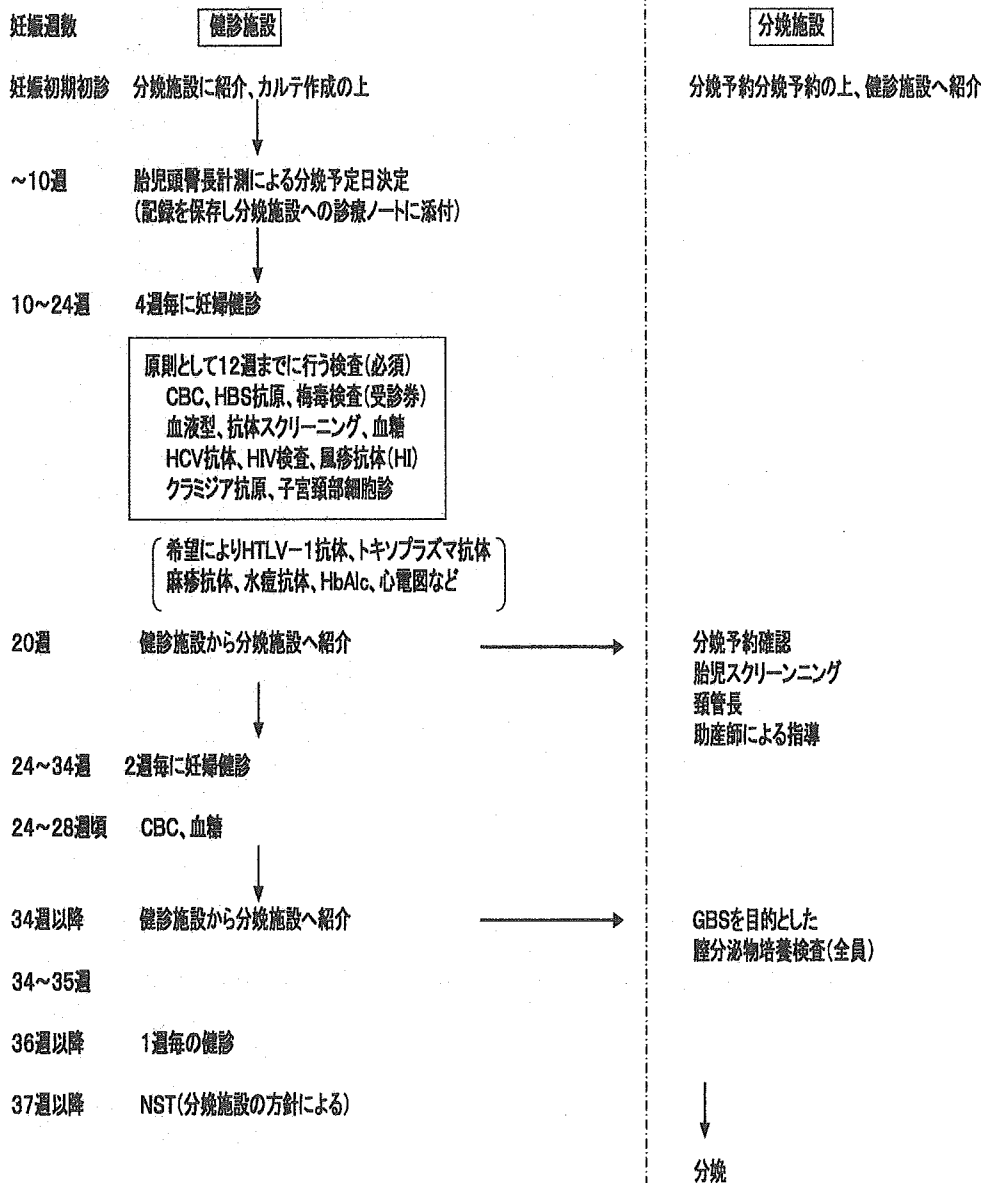 妊娠週数 健診施設 分娩施設
妊娠初期初診 分娩施設に紹介、カルテ作成の上 分娩予約分娩予約の上、健診施設へ紹介
~10週 胎児頭臀長計測による分娩予定日決定
(記録を保存し分娩施設への診療ノートに添付)
10~24週 4週毎に妊婦健診
原則として12週までに行う検査(必須)
CBC、HBS抗原、梅毒検査(受診券)
血液型、抗体スクリーニング、血糖
HCV抗体、HIV検査、風疹抗体(HI)
クラミジア抗原、子宮頚部細胞診
希望によりHTLV-1抗体、トキソプラズマ抗体
麻疹抗体、水痘抗体、HbAlc、心電図など
20週 健診施設から分娩施設へ紹介 分娩予約確認
胎児スクリーンニング
頚管長
助産師による指導
24~34週 2週毎に妊婦健診
24~28週頃 CBC、血糖
34週以降 健診施設から分娩施設へ紹介 GBSを目的とした
膣分泌物培養検査(全員)
34~35週
36週以降 1週毎の健診
37週以降 NST(分娩施設の方針による)
分娩